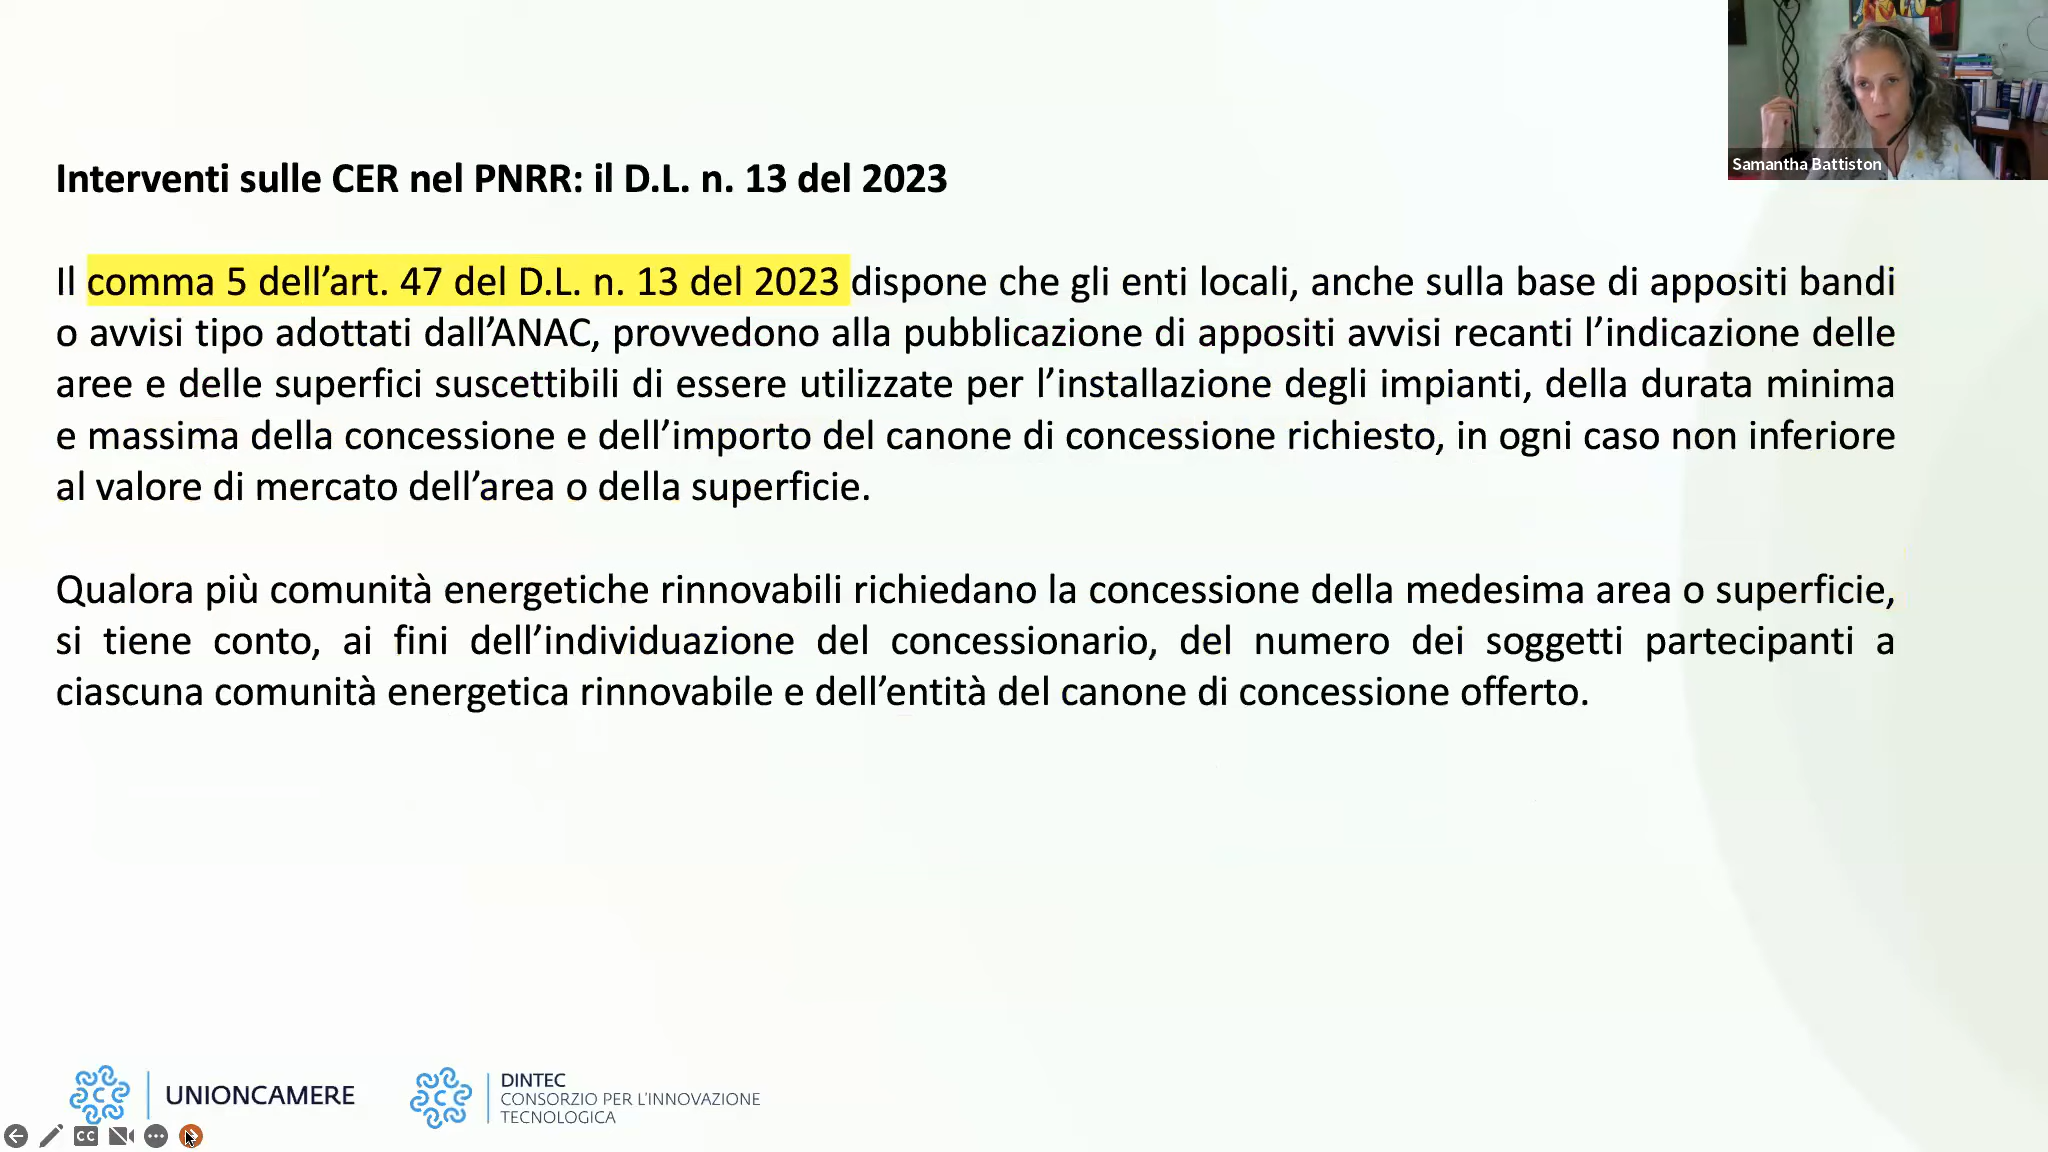 Samantha Battiston
Interventi sulle CER nel PNRR: il D.L. n. 13 del 2023
Il comma 5 dell’art. 47 del D.L. n. 13 del 2023 dispone che gli enti locali, anche sulla base di appositi bandi
o avvisi tipo adottati dall’ANAC, provvedono alla pubblicazione di appositi avvisi recanti l’indicazione delle
aree e delle superfici suscettibili di essere utilizzate per l’installazione degli impianti, della durata minima
e massima della concessione e dell’importo del canone di concessione richiesto, in ogni caso non inferiore
al valore di mercato dell’area o della superficie.
Qualora più comunità energetiche rinnovabili richiedano la concessione della medesima area o superficie,
si tiene conto, ai fini dell’individuazione del concessionario, del numero dei soggetti partecipanti a
ciascuna comunità energetica rinnovabile e dell’entità del canone di concessione offerto.
UNIONCAMERE
DINTEC
CONSORZIO PER L’INNOVAZIONE
TECNOLOGICA
CC